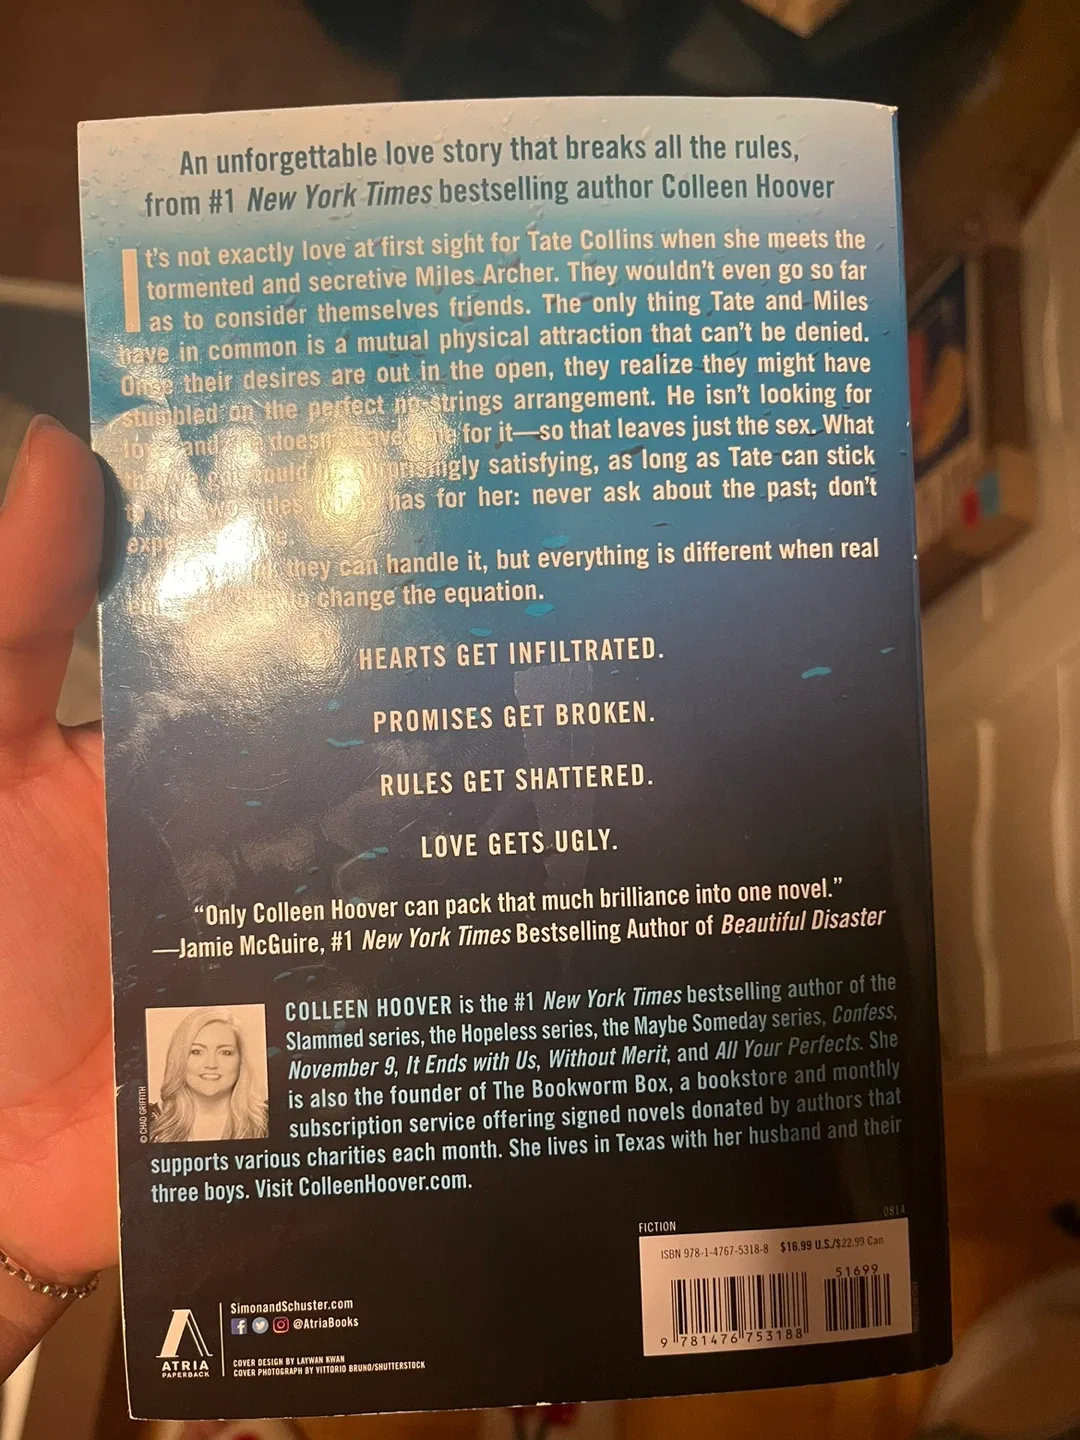 An unforgettable love story that breaks all the rules,
from #1 New York Times bestselling author Colleen Hoover
It's not exactly love at first sight for Tate Collins when she meets the
tormented and secretive Miles Archer. They wouldn't even go so far
as to consider themselves friends. The only thing Tate and Miles
have in common is a mutual physical attraction that can't be denied.
Once their desires are out in the open, they realize they might have
stumbled on the perfect no-strings arrangement. He isn't looking for
and doesn't have for it—so that leaves just the sex. What
could satisfying, as long as Tate can stick
has for her: never ask about the past; don't
they can handle it, but everything is different when real
to change the equation.
HEARTS GET INFILTRATED.
PROMISES GET BROKEN.
RULES GET SHATTERED.
LOVE GETS UGLY.
“Only Colleen Hoover can pack that much brilliance into one novel.”
—Jamie McGuire, #1 New York Times Bestselling Author of Beautiful Disaster
COLLEEN HOOVER is the #1 New York Times bestselling author of the
Slammed series, the Hopeless series, the Maybe Someday series, Confess,
November 9, It Ends with Us, Without Merit, and All Your Perfects. She
is also the founder of The Bookworm Box, a bookstore and monthly
subscription service offering signed novels donated by authors that
supports various charities each month. She lives in Texas with her husband and their
three boys. Visit ColleenHoover.com.
© CHAD GRIFFITH
0814
FICTION
ISBN 978-1-4767-5318-8 $16.99 U.S./$22.99 Can.
51699
9 781476 753188
SimonandSchuster.com
@AtriaBooks
ATRIA
PAPERBACK
COVER DESIGN BY LAYWAN KWAN
COVER PHOTOGRAPH BY VITTORIO BRUNO/SHUTTERSTOCK